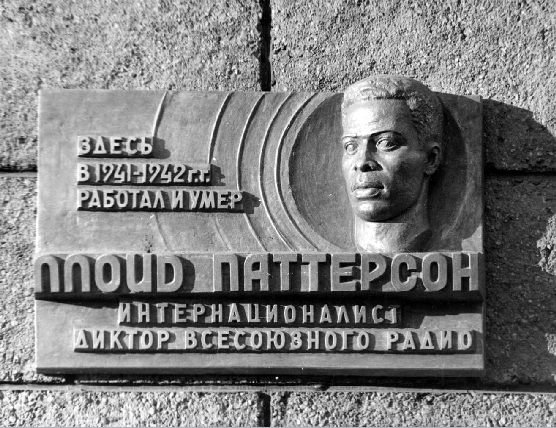 ЗДЕСЬ
В 1941-1942 г.г.
РАБОТАЛ И УМЕР
ЛЛОЙД ПАТТЕРСОН
ИНТЕРНАЦИОНАЛИСТ
ДИКТОР ВСЕСОЮЗНОГО РАДИО